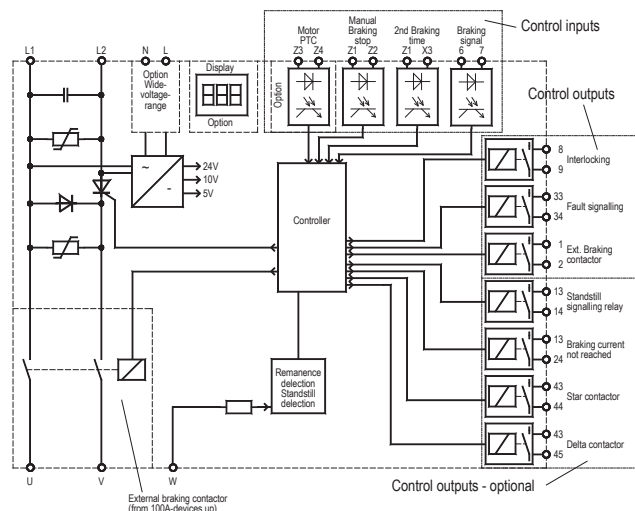 Control inputs
Motor
PTC
Z3 Z4
Manual
Braking
stop
Z1 Z2
2nd Braking
time
Z1 X3
Braking
signal
6 7
L1
L2
N L
Option
Wide-
voltage-
range
Display
Option
Option
Control outputs
8
Interlocking
9
33
Fault signalling
34
1
Ext. Braking
contactor
2
13
Standstill
signalling relay
14
13
Braking current
not reached
24
43
Star contactor
44
43
Delta contactor
45
~
-
24V
10V
5V
Controller
Remanence
delection
Standstill
delection
U
V
W
External braking contactor
(from 100A-devices up)
Control outputs - optional